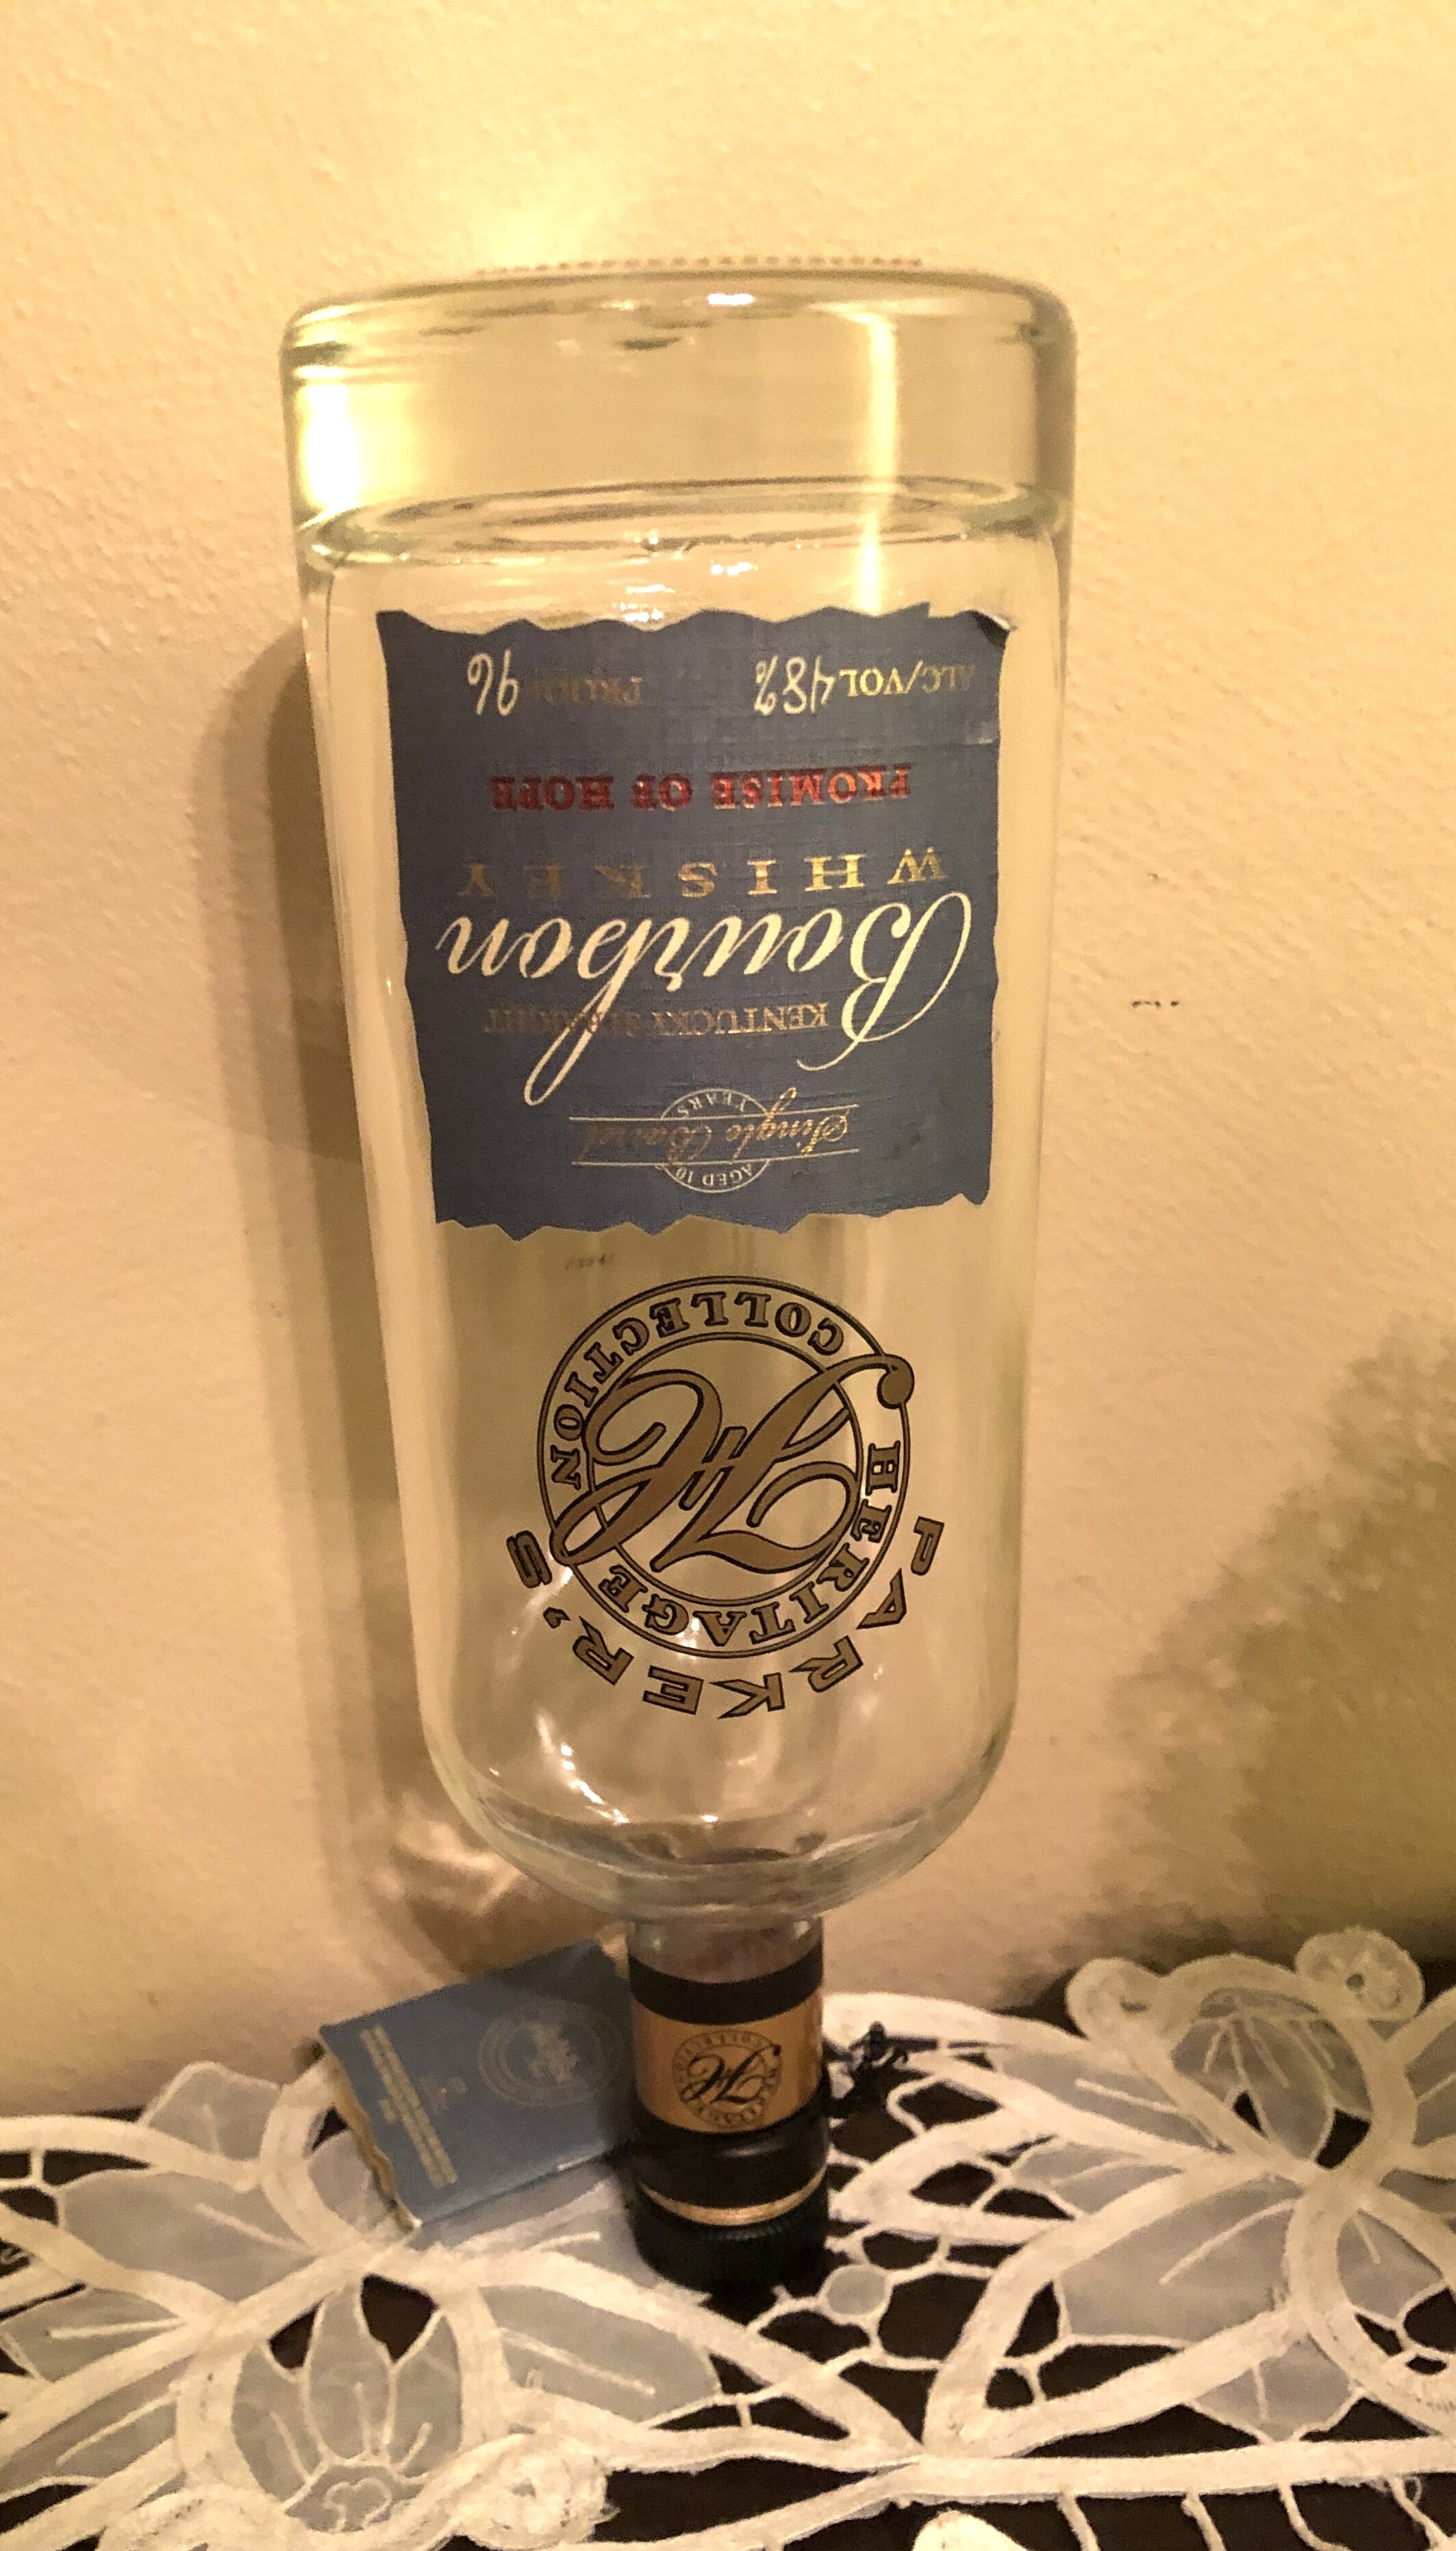 PARKER'S
HERITAGE COLLECTION
PH
AGED 10
Single Barrel
YEARS
KENTUCKY STRAIGHT
Bourbon
WHISKEY
PROMISE OF HOPE
ALC/VOL 48% PROOF 96